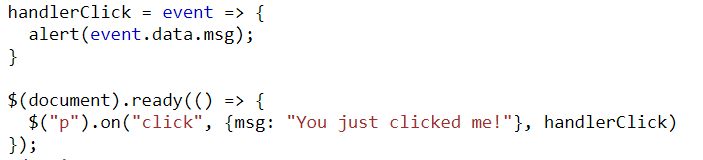 handlerClick = event => {
  alert(event.data.msg);
}

$(document).ready(() => {
  $("p").on("click", {msg: "You just clicked me!"}, handlerClick)
});